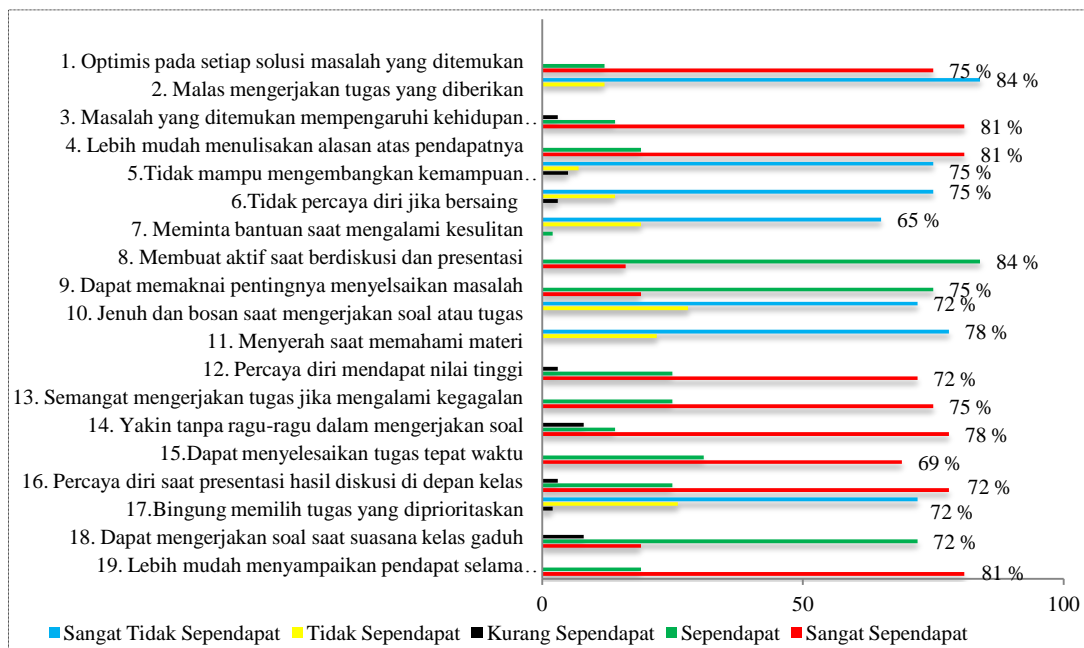 1. Optimis pada setiap solusi masalah yang ditemukan
75 %
2. Malas mengerjakan tugas yang diberikan
84 %
3. Masalah yang ditemukan mempengaruhi kehidupan..
81 %
4. Lebih mudah menulisakan alasan atas pendapatnya
81 %
5.Tidak mampu mengembangkan kemampuan..
75 %
6.Tidak percaya diri jika bersaing
75 %
7. Meminta bantuan saat mengalami kesulitan
65 %
8. Membuat aktif saat berdiskusi dan presentasi
84 %
9. Dapat memaknai pentingnya menyelsaikan masalah
75 %
10. Jenuh dan bosan saat mengerjakan soal atau tugas
72 %
11. Menyerah saat memahami materi
78 %
12. Percaya diri mendapat nilai tinggi
72 %
13. Semangat mengerjakan tugas jika mengalami kegagalan
75 %
14. Yakin tanpa ragu-ragu dalam mengerjakan soal
78 %
15.Dapat menyelesaikan tugas tepat waktu
69 %
16. Percaya diri saat presentasi hasil diskusi di depan kelas
72 %
17.Bingung memilih tugas yang diprioritaskan
72 %
18. Dapat mengerjakan soal saat suasana kelas gaduh
72 %
19. Lebih mudah menyampaikan pendapat selama..
81 %
0 50 100
Sangat Tidak Sependapat Tidak Sependapat Kurang Sependapat Sependapat Sangat Sependapat